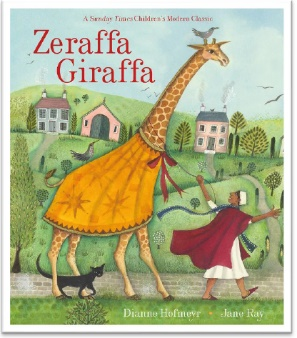 A Sunday Times Children's Modern Classic
Zeraffa
Giraffa
Dianne Hofmeyr • Jane Ray